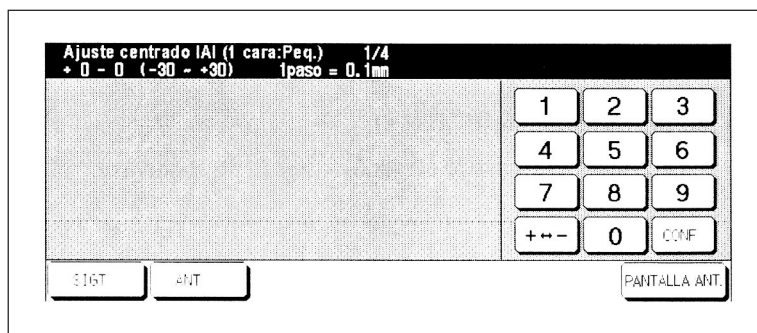 Ajuste centrado IAI (1 cara:Peq.) 1/4
+ 0 - 0 (-30 ~ +30) 1paso = 0.1mm
1 2 3
4 5 6
7 8 9
+↔- 0 CONF.
SIGT. ANT. PANTALLA ANT.